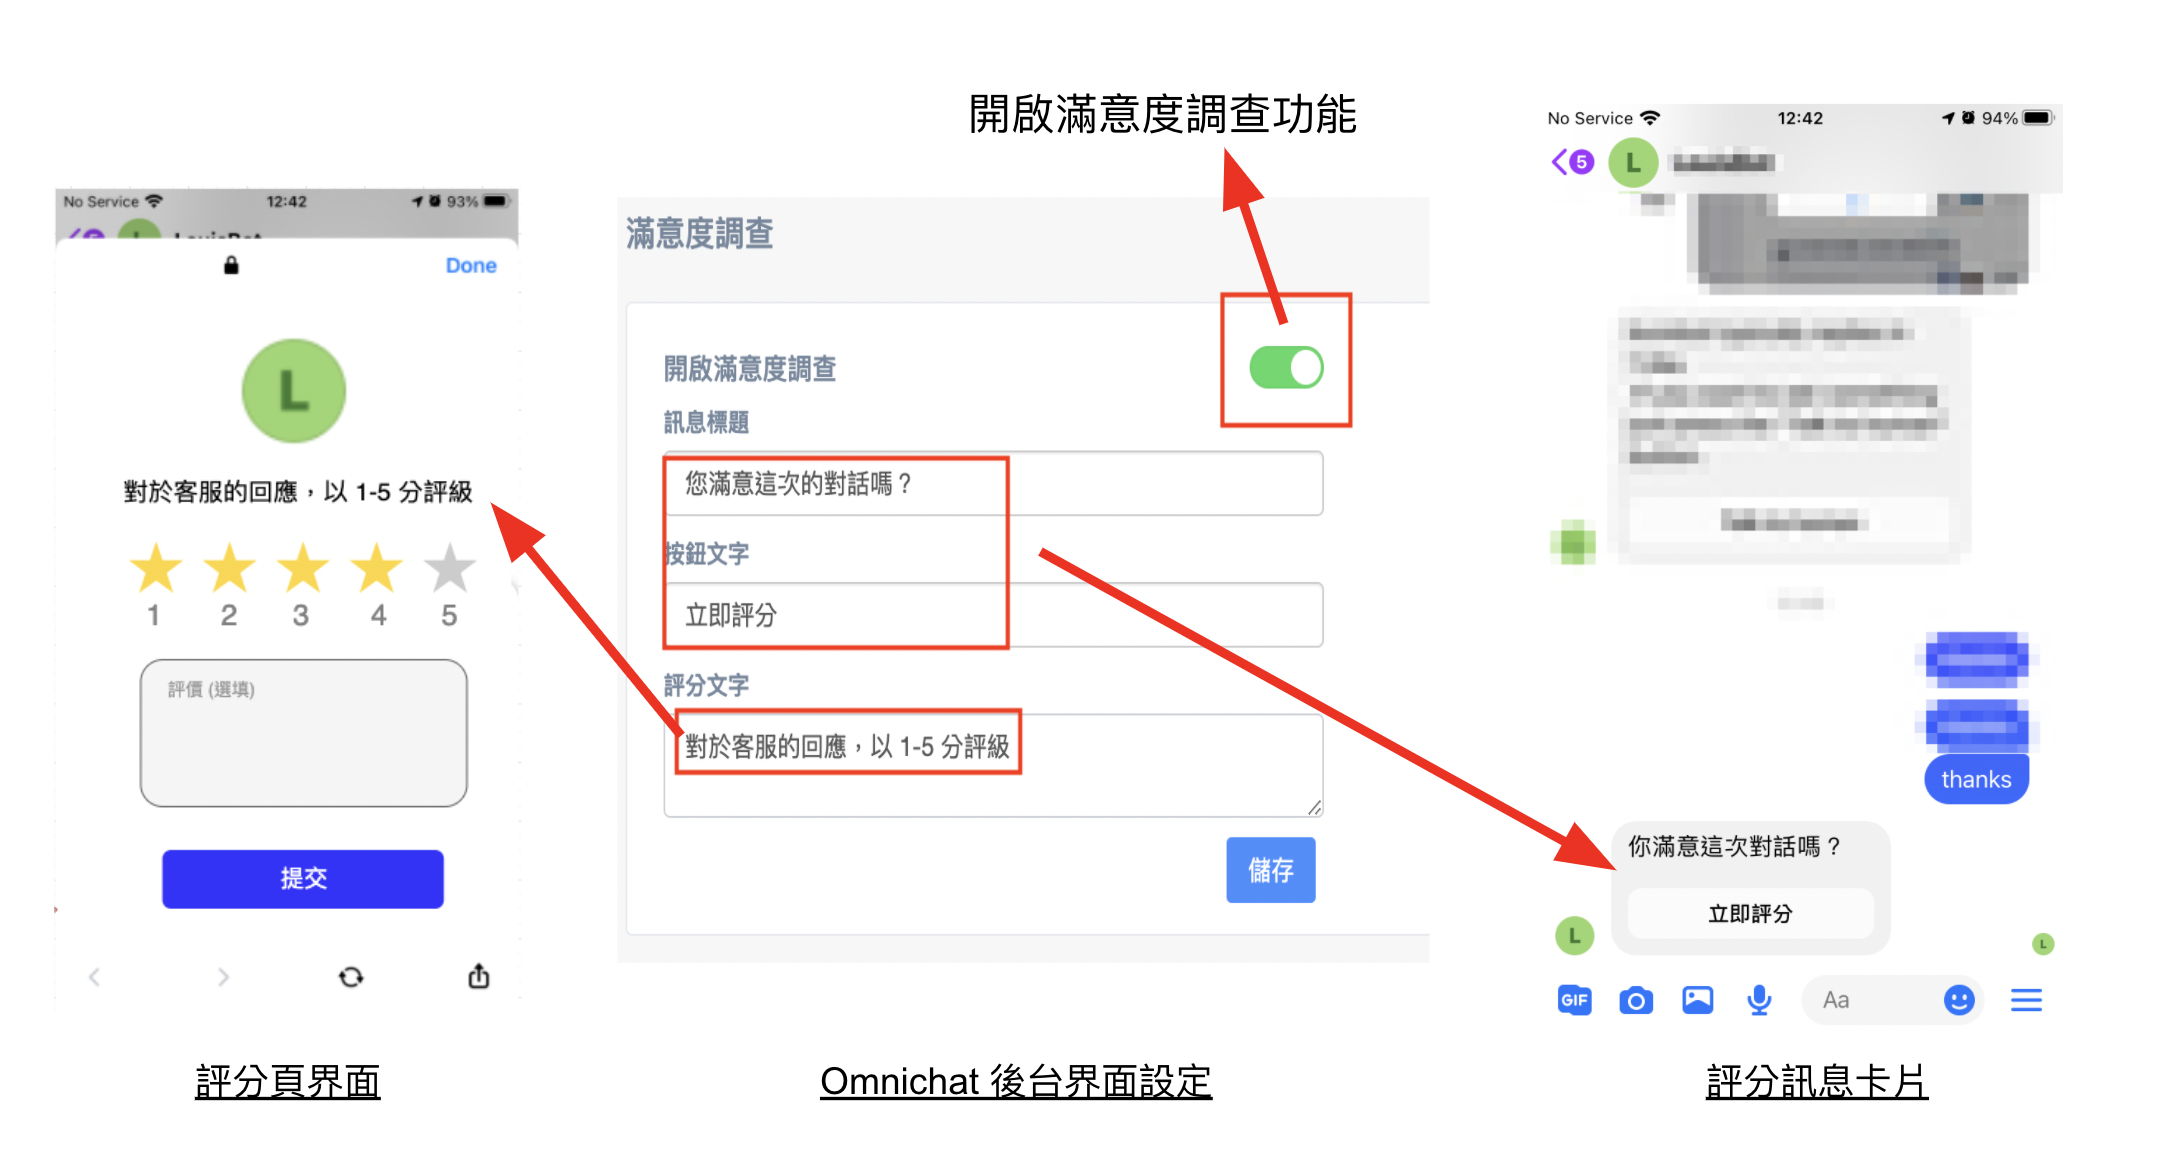 開啟滿意度調查功能
No Service 12:42 93%
5
Done
L
對於客服的回應，以 1-5 分評級
1 2 3 4 5
評價 (選填)
提交
評分頁界面
滿意度調查
開啟滿意度調查
訊息標題
您滿意這次的對話嗎？
按鈕文字
立即評分
評分文字
對於客服的回應，以 1-5 分評級
儲存
Omnichat 後台界面設定
No Service 12:42 94%
5 L
thanks
你滿意這次對話嗎？
立即評分
L L
GIF Aa
評分訊息卡片